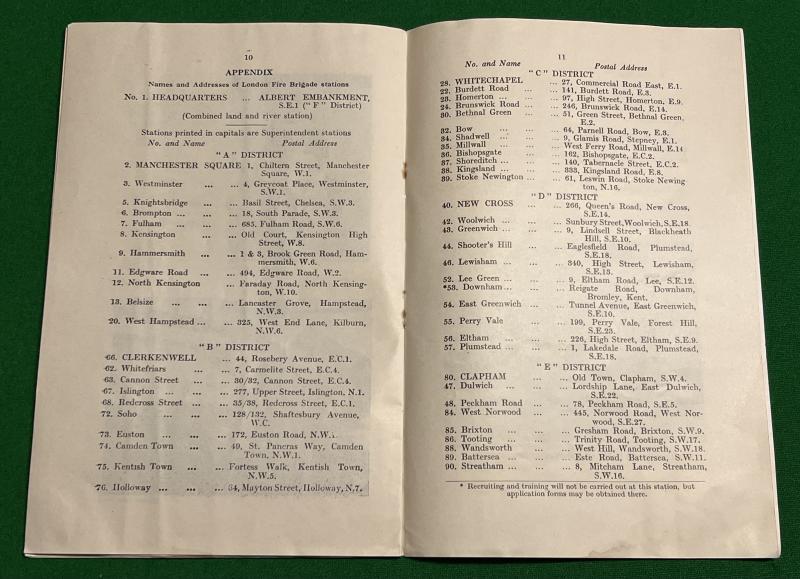 10
APPENDIX
Names and Addresses of London Fire Brigade stations
No. 1. HEADQUARTERS ... ALBERT EMBANKMENT,
S.E.1 ("F" District)
(Combined land and river station)
Stations printed in capitals are Superintendent stations
No. and Name Postal Address
"A" DISTRICT
2. MANCHESTER SQUARE 1, Chiltern Street, Manchester
Square, W.1.
3. Westminster ... ... 4, Greycoat Place, Westminster,
S.W.1.
5. Knightsbridge ... ... Basil Street, Chelsea, S.W.3.
6. Brompton ... ... ... 18, South Parade, S.W.3.
7. Fulham ... ... ... 685, Fulham Road, S.W.6.
8. Kensington ... ... Old Court, Kensington High
Street, W.8.
9. Hammersmith ... ... 1 & 3, Brook Green Road, Ham-
mersmith, W.6.
11. Edgware Road ... ... 494, Edgware Road, W.2.
12. North Kensington ... Faraday Road, North Kensing-
ton, W.10.
13. Belsize ... ... ... Lancaster Grove, Hampstead,
N.W.3.
20. West Hampstead ... ... 325, West End Lane, Kilburn,
N.W.6.
"B" DISTRICT
66. CLERKENWELL ... 44, Rosebery Avenue, E.C.1.
62. Whitefriars ... ... 7, Carmelite Street, E.C.4.
63. Cannon Street ... ... 30/32, Cannon Street, E.C.4.
67. Islington ... ... ... 277, Upper Street, Islington, N.1.
68. Redcross Street ... ... 35/38, Redcross Street, E.C.1.
72. Soho ... ... ... 128/132, Shaftesbury Avenue,
W.C.
73. Euston ... ... ... 172, Euston Road, N.W.1.
74. Camden Town ... ... 49, St. Pancras Way, Camden
Town, N.W.1.
75. Kentish Town ... ... Fortess Walk, Kentish Town,
N.W.5.
76. Holloway ... ... ... 84, Mayton Street, Holloway, N.7.
11
No. and Name Postal Address
"C" DISTRICT
28. WHITECHAPEL ... 27, Commercial Road East, E.1.
22. Burdett Road ... ... 141, Burdett Road, E.3.
23. Homerton ... ... ... 97, High Street, Homerton, E.9.
24. Brunswick Road ... ... 246, Brunswick Road, E.14.
30. Bethnal Green ... ... 51, Green Street, Bethnal Green,
E.2.
32. Bow ... ... ... 64, Parnell Road, Bow, E.3.
34. Shadwell ... ... ... 9, Glamis Road, Stepney, E.1.
35. Millwall ... ... ... West Ferry Road, Millwall, E.14
36. Bishopsgate ... ... 162, Bishopsgate, E.C.2.
37. Shoreditch ... ... ... 140, Tabernacle Street, E.C.2.
38. Kingsland ... ... ... 333, Kingsland Road, E.8.
39. Stoke Newington ... ... 61, Leswin Road, Stoke Newing
ton, N.16.
"D" DISTRICT
40. NEW CROSS ... ... 266, Queen's Road, New Cross,
S.E.14.
42. Woolwich ... ... ... Sunbury Street, Woolwich, S.E.18.
43. Greenwich ... ... ... 9, Lindsell Street, Blackheath
Hill, S.E.10.
44. Shooter's Hill ... ... Eaglesfield Road, Plumstead,
S.E.18.
46. Lewisham ... ... ... 340, High Street, Lewisham,
S.E.13.
52. Lee Green ... ... ... 9, Eltham Road, Lee, S.E.12.
*53. Downham ... ... ... Reigate Road, Downham,
Bromley, Kent.
54. East Greenwich ... ... Tunnel Avenue, East Greenwich,
S.E.10.
55. Perry Vale ... ... 199, Perry Vale, Forest Hill,
S.E.23.
56. Eltham ... ... ... 226, High Street, Eltham, S.E.9.
57. Plumstead ... ... ... 1, Lakedale Road, Plumstead,
S.E.18.
"E" DISTRICT
80. CLAPHAM ... ... Old Town, Clapham, S.W.4.
47. Dulwich ... ... ... Lordship Lane, East Dulwich,
S.E.22.
48. Peckham Road ... ... 78, Peckham Road, S.E.5.
84. West Norwood ... ... 445, Norwood Road, West Nor-
wood, S.E.27.
85. Brixton ... ... ... Gresham Road, Brixton, S.W.9.
86. Tooting ... ... ... Trinity Road, Tooting, S.W.17.
88. Wandsworth ... ... West Hill, Wandsworth, S.W.18.
89. Battersea ... ... ... Este Road, Battersea, S.W.11.
90. Streatham ... ... ... 8, Mitcham Lane, Streatham,
S.W.16.
* Recruiting and training will not be carried out at this station, but
application forms may be obtained there.